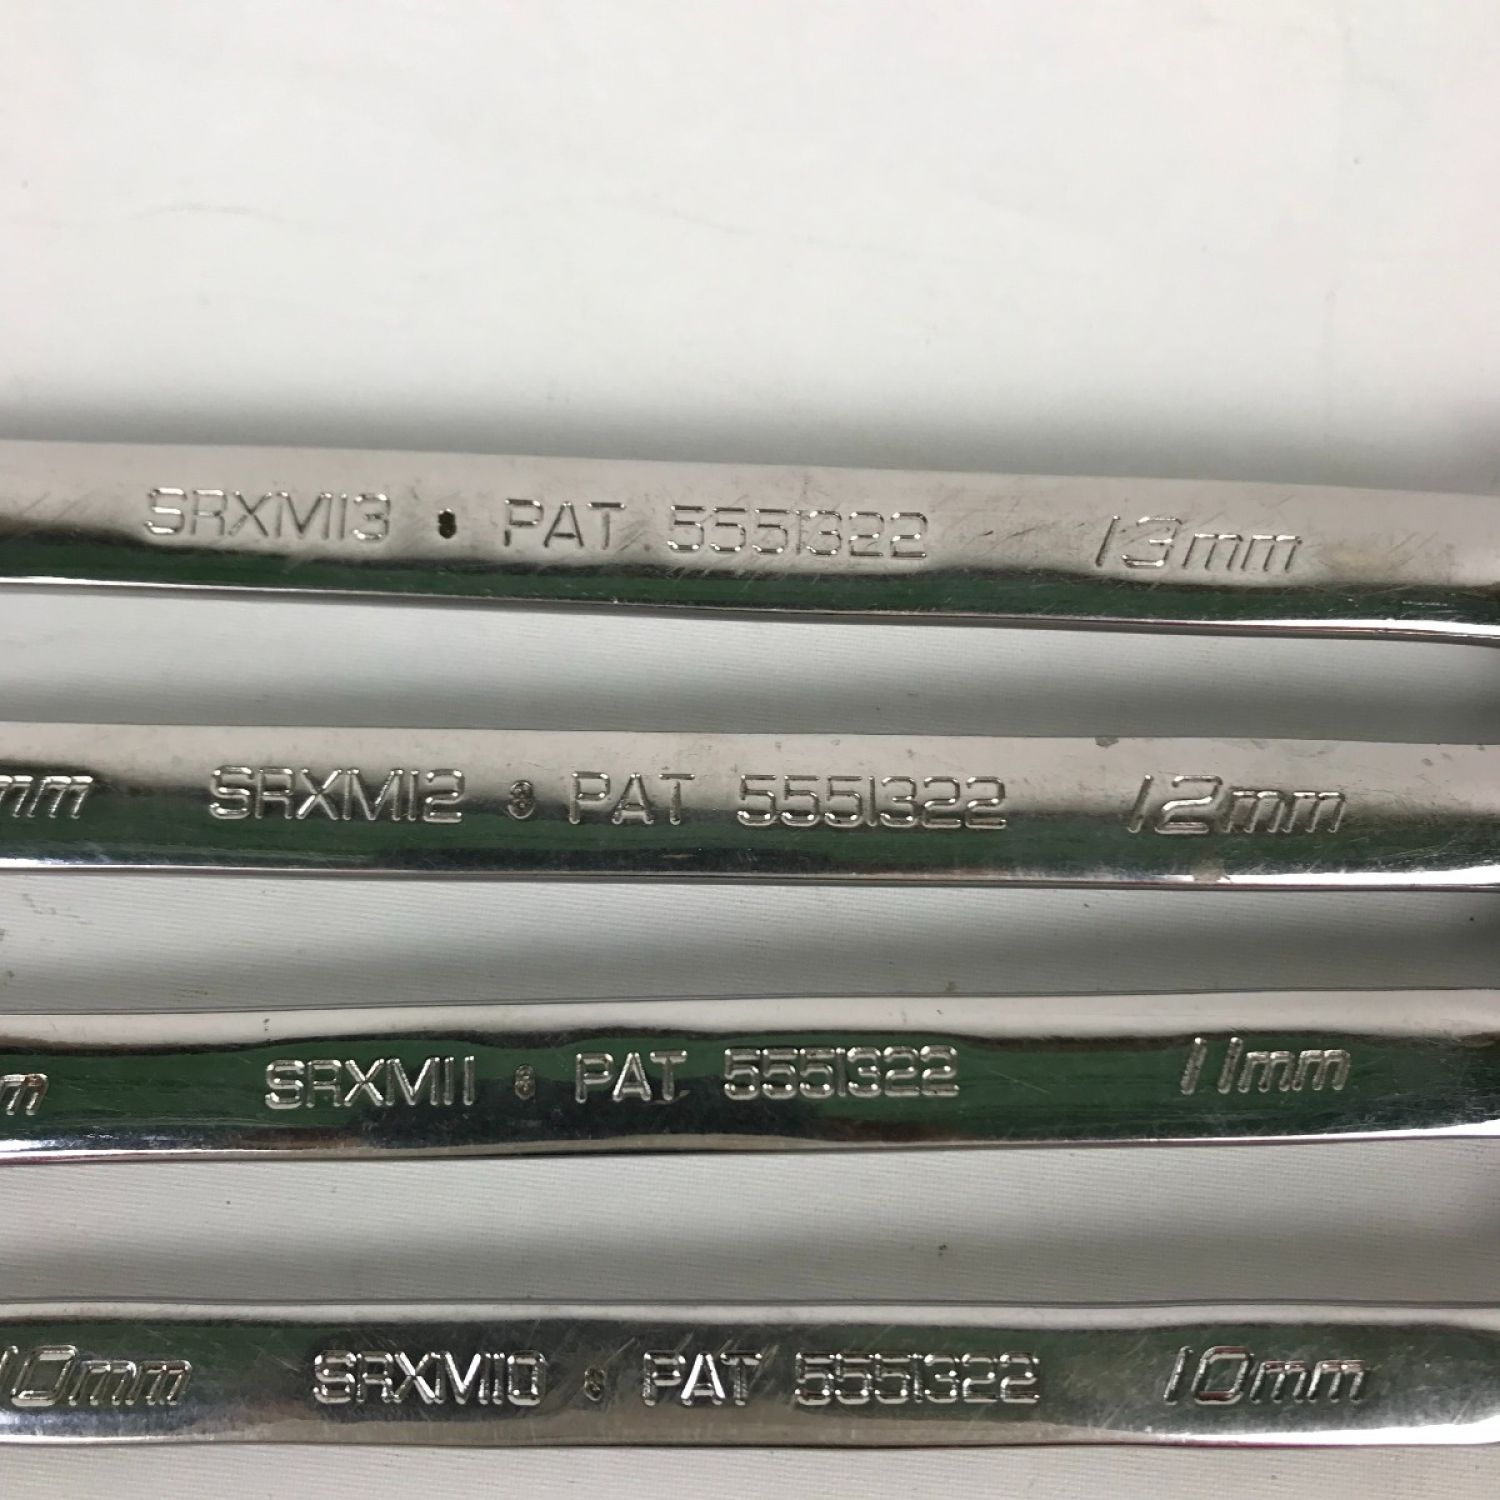 SRXM13 PAT. 5551322 13mm
mm SRXM12 PAT 5551322 12mm
m SRXM11 PAT 5551322 11mm
10mm SRXM10 PAT 5551322 10mm